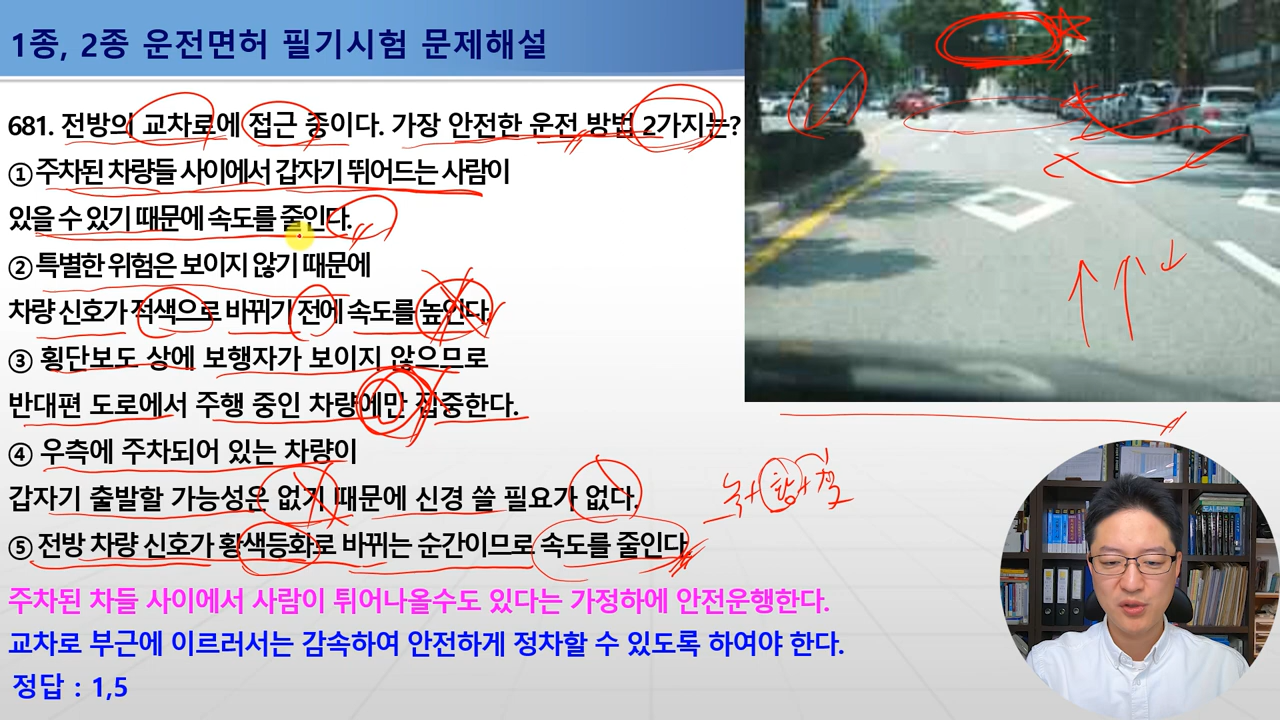 1종, 2종 운전면허 필기시험 문제해설
681. 전방의 교차로에 접근 중이다. 가장 안전한 운전 방법 2가지는?
① 주차된 차량들 사이에서 갑자기 뛰어드는 사람이
있을 수 있기 때문에 속도를 줄인다.
② 특별한 위험은 보이지 않기 때문에
차량 신호가 적색으로 바뀌기 전에 속도를 높인다.
③ 횡단보도 상에 보행자가 보이지 않으므로
반대편 도로에서 주행 중인 차량에만 집중한다.
④ 우측에 주차되어 있는 차량이
갑자기 출발할 가능성은 없기 때문에 신경 쓸 필요가 없다.
⑤ 전방 차량 신호가 황색등화로 바뀌는 순간이므로 속도를 줄인다.
주차된 차들 사이에서 사람이 튀어나올수도 있다는 가정하에 안전운행한다.
교차로 부근에 이르러서는 감속하여 안전하게 정차할 수 있도록 하여야 한다.
정답 : 1,5